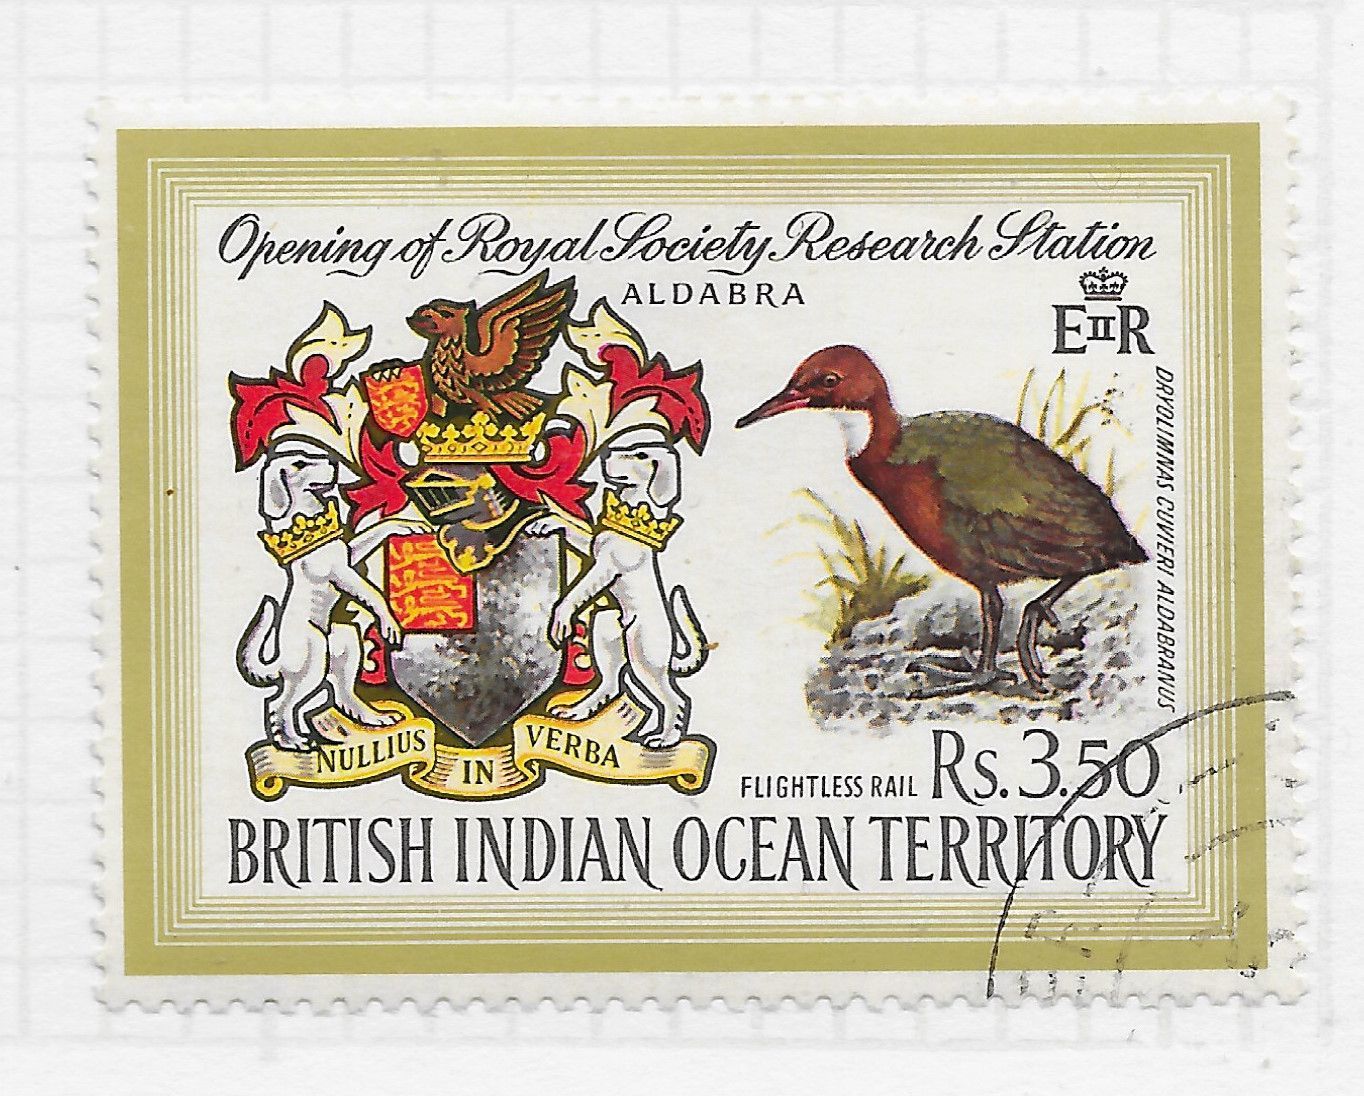 Opening of Royal Society Research Station
ALDABRA
EIIR
DRYOLIMNAS CUVIERI ALDABRANUS
NULLIUS IN VERBA
FLIGHTLESS RAIL Rs. 3.50
BRITISH INDIAN OCEAN TERRITORY